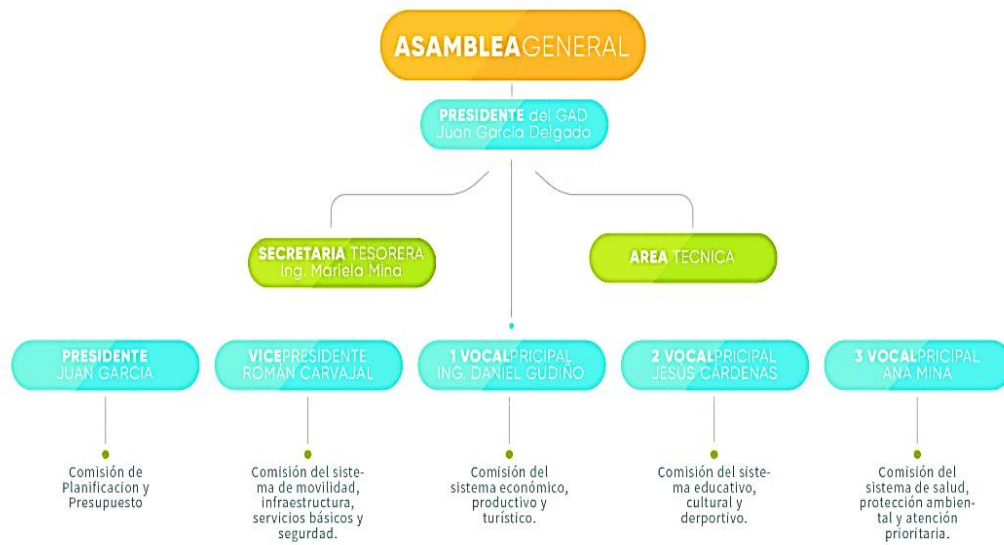 ASAMBLEA GENERAL
PRESIDENTE del GAD
Juan García Delgado
SECRETARIA TESORERA
Ing. Mariela Mina
AREA TECNICA
PRESIDENTE
JUAN GARCIA
VICEPRESIDENTE
ROMÁN CARVAJAL
1 VOCALPRICIPAL
ING. DANIEL GUDIÑO
2 VOCALPRICIPAL
JESÚS CÁRDENAS
3 VOCALPRICIPAL
ANA MINA
Comisión de
Planificacion y
Presupuesto
Comisión del siste-
ma de movilidad,
infraestructura,
servicios básicos y
segurdad.
Comisión del
sistema económico,
productivo y
turístico.
Comisión del siste-
ma educativo,
cultural y
derportivo.
Comisión del
sistema de salud,
protección ambien-
tal y atención
prioritaria.